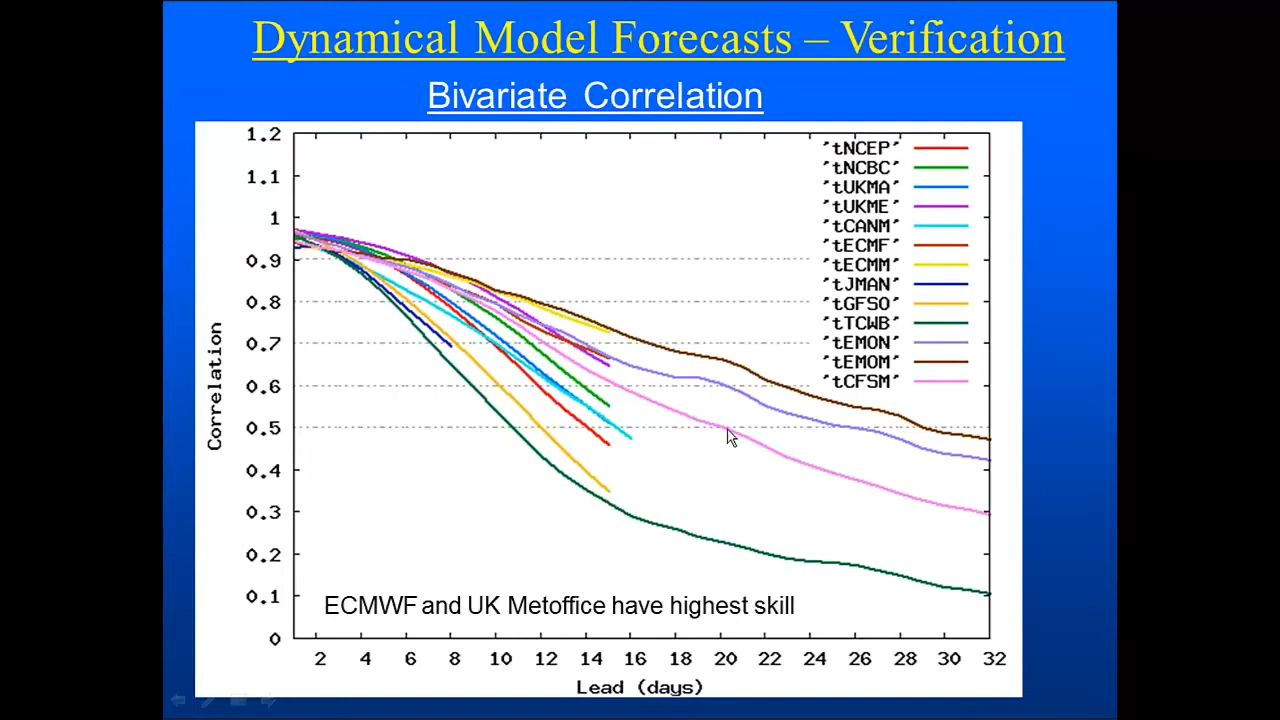 Dynamical Model Forecasts – Verification
Bivariate Correlation
1.2
1.1
1
0.9
0.8
0.7
0.6
0.5
0.4
0.3
0.2
0.1
0
Correlation
'tNCEP'
'tNCBC'
'tUKMA'
'tUKME'
'tCANM'
'tECMF'
'tECMM'
'tJMAN'
'tGFSO'
'tTCWB'
'tEMON'
'tEMOM'
'tCFSM'
ECMWF and UK Metoffice have highest skill
2 4 6 8 10 12 14 16 18 20 22 24 26 28 30 32
Lead (days)